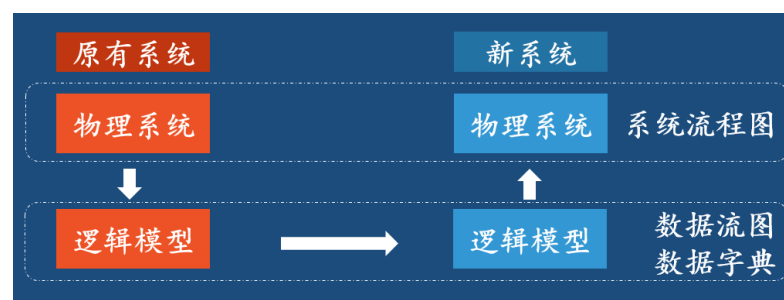 原有系统
新系统
物理系统
物理系统
系统流程图
逻辑模型
逻辑模型
数据流图
数据字典